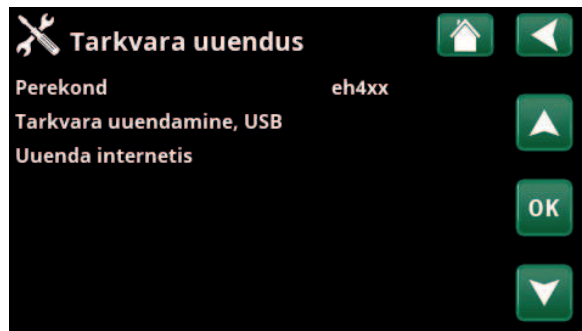 Tarkvara uuendus
Perekond eh4xx
Tarkvara uuendamine, USB
Uuenda internetis
OK